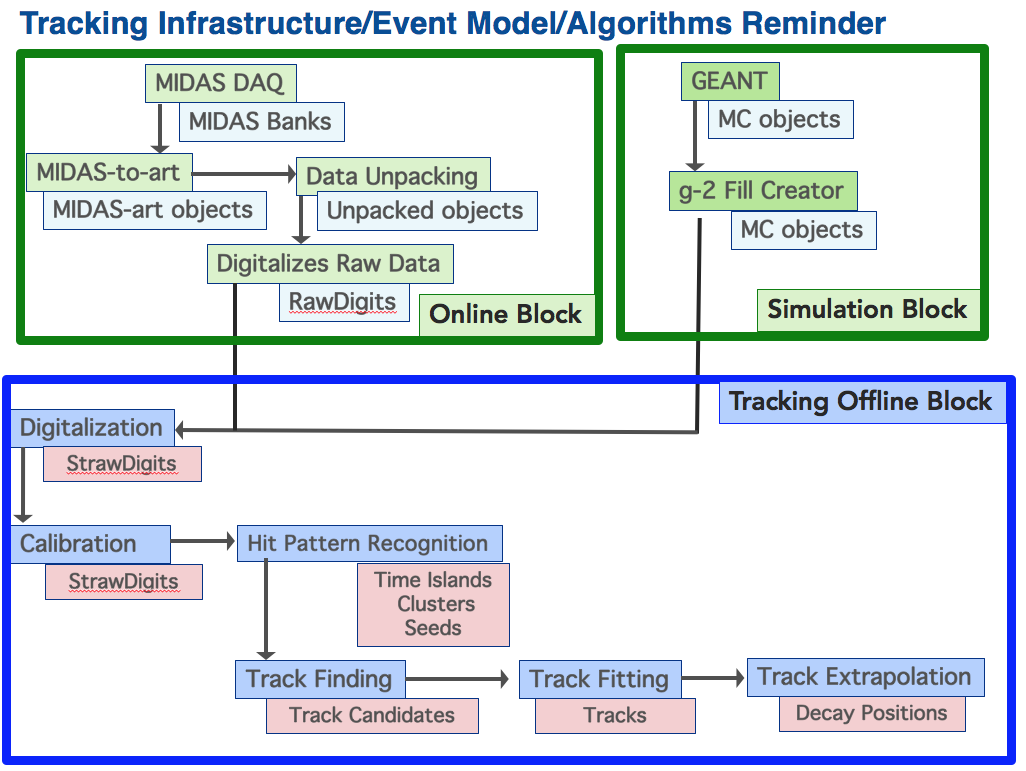 Tracking Infrastructure/Event Model/Algorithms Reminder
MIDAS DAQ
MIDAS Banks
MIDAS-to-art
MIDAS-art objects
Data Unpacking
Unpacked objects
Digitalizes Raw Data
RawDigits
Online Block
GEANT
MC objects
g-2 Fill Creator
MC objects
Simulation Block
Tracking Offline Block
Digitalization
StrawDigits
Calibration
StrawDigits
Hit Pattern Recognition
Time Islands
Clusters
Seeds
Track Finding
Track Candidates
Track Fitting
Tracks
Track Extrapolation
Decay Positions